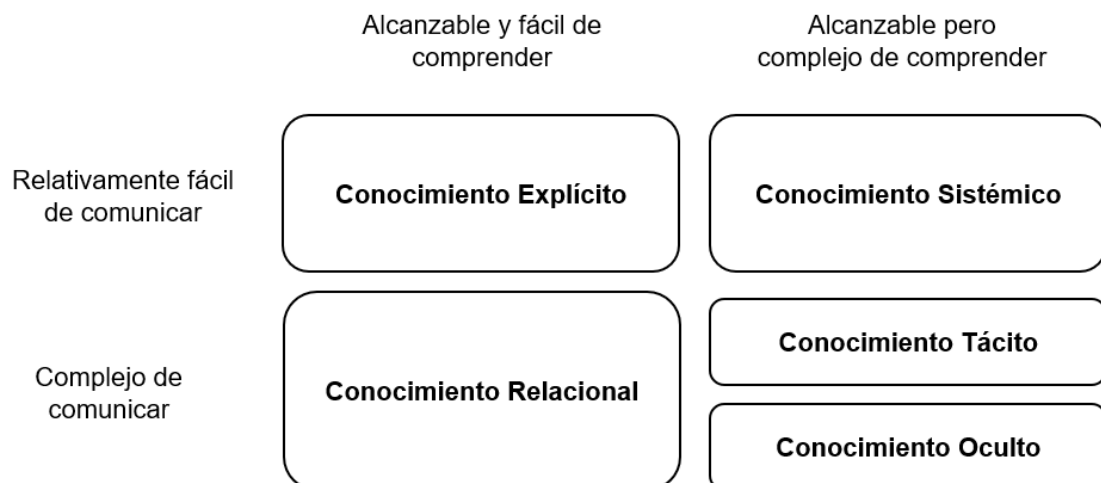 Alcanzable y fácil de
comprender
Alcanzable pero
complejo de comprender
Relativamente fácil
de comunicar
Conocimiento Explícito
Conocimiento Sistémico
Complejo de
comunicar
Conocimiento Relacional
Conocimiento Tácito
Conocimiento Oculto